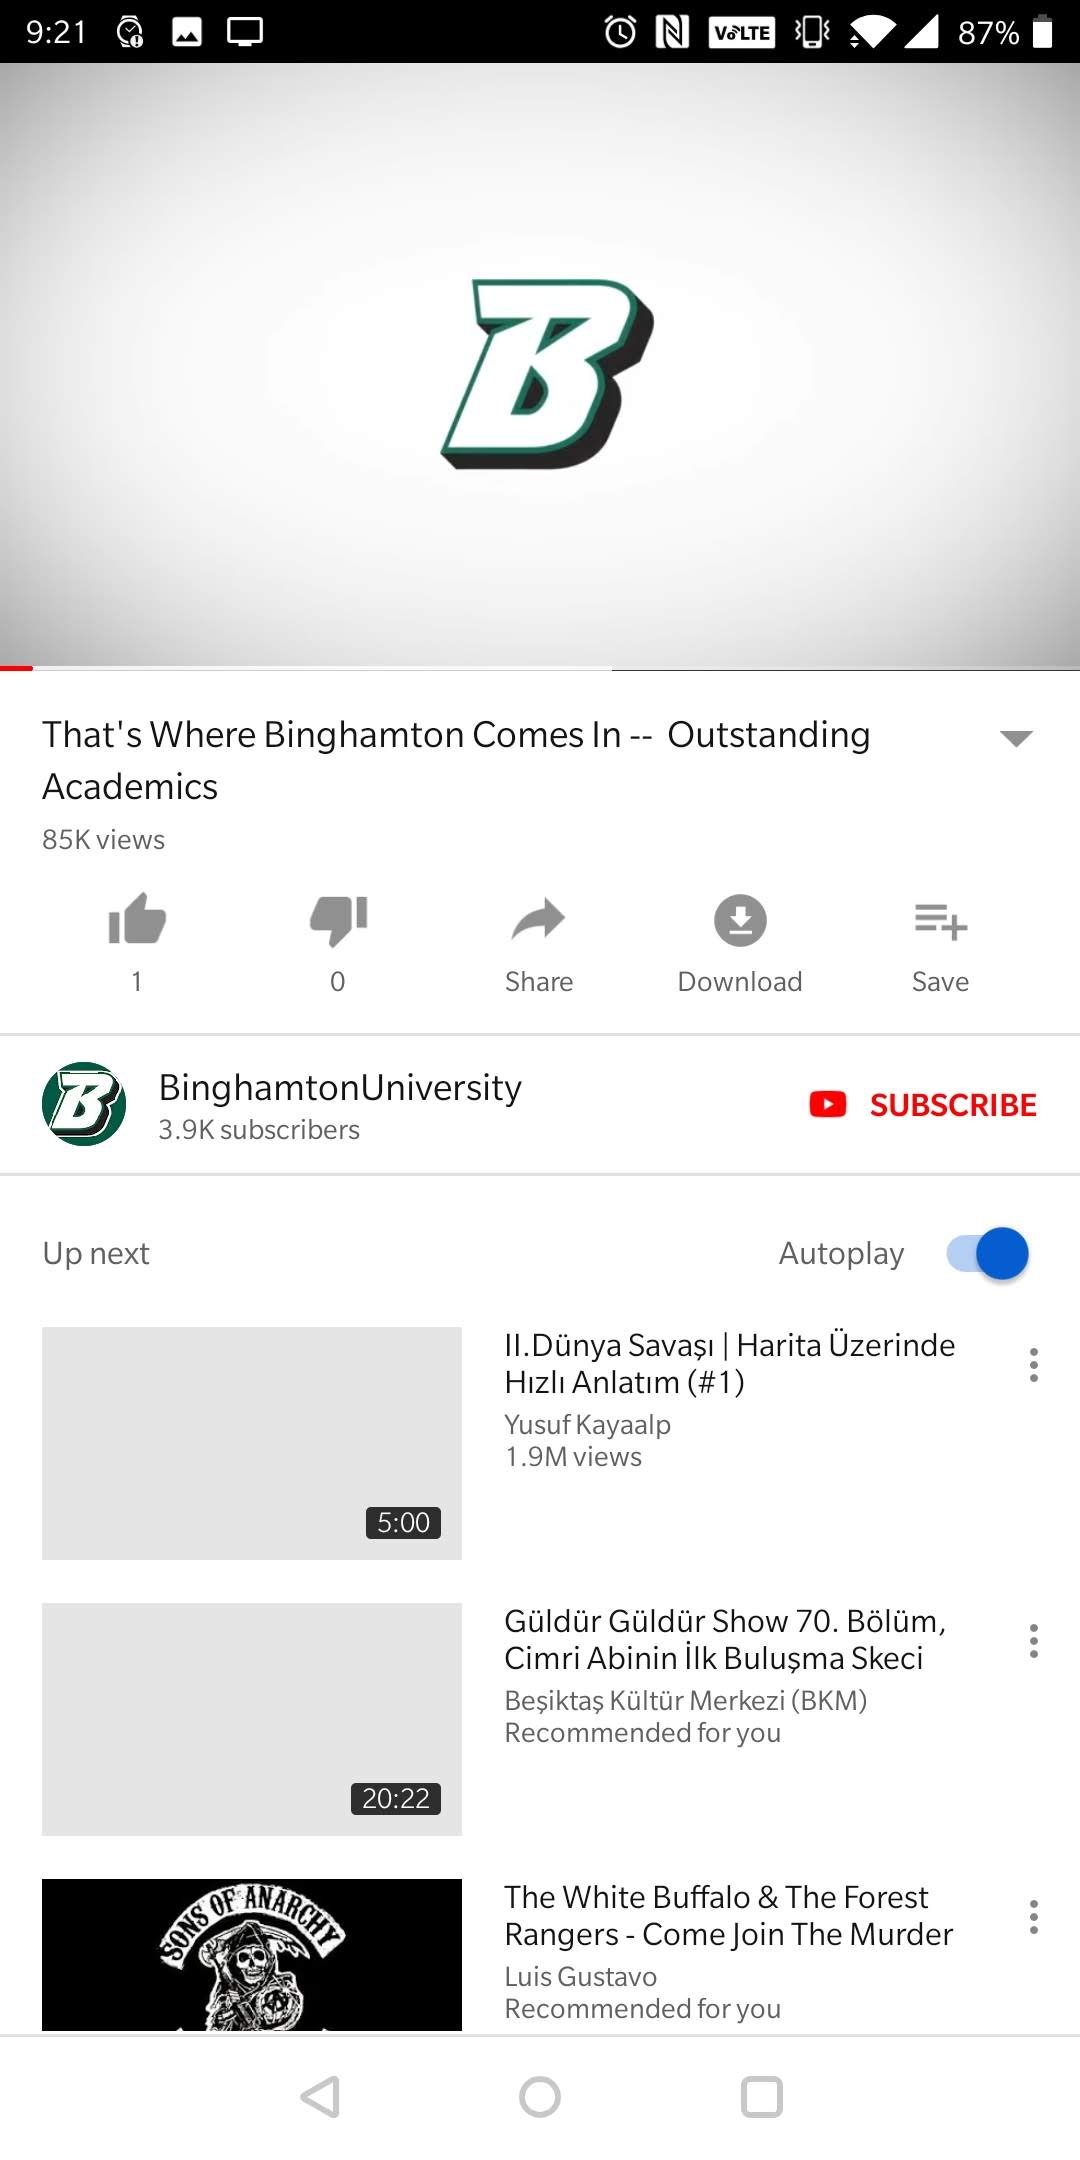 9:21
VoLTE
87%
B
That's Where Binghamton Comes In -- Outstanding
Academics
85K views
1
0
Share
Download
Save
B
BinghamtonUniversity
3.9K subscribers
SUBSCRIBE
Up next
Autoplay
II.Dünya Savaşı | Harita Üzerinde
Hızlı Anlatım (#1)
Yusuf Kayaalp
1.9M views
5:00
Güldür Güldür Show 70. Bölüm,
Cimri Abinin İlk Buluşma Skeci
Beşiktaş Kültür Merkezi (BKM)
Recommended for you
20:22
SONS OF ANARCHY
The White Buffalo & The Forest
Rangers - Come Join The Murder
Luis Gustavo
Recommended for you